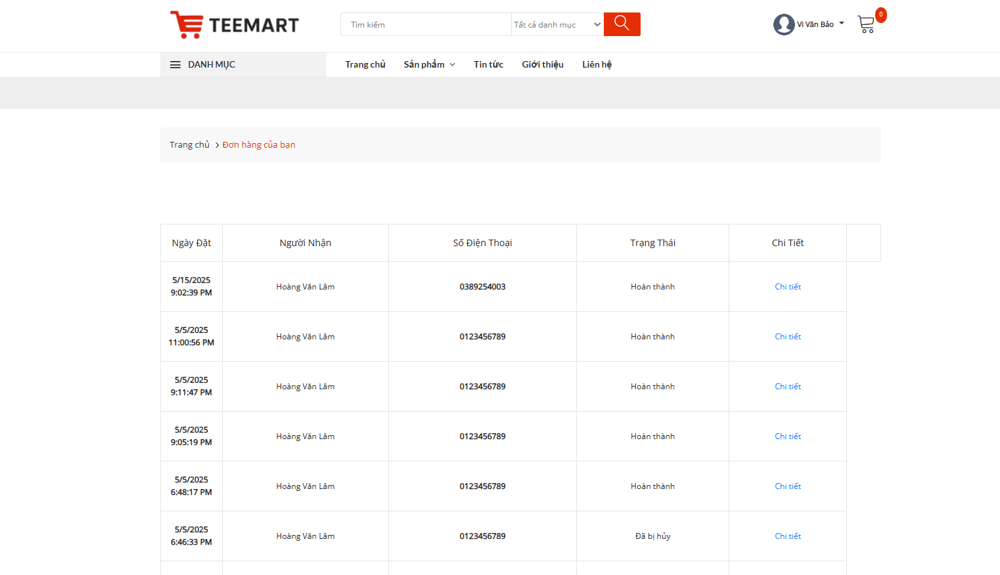 TEEMART
Tìm kiếm
Tất cả danh mục
Vi Văn Bảo
0
DANH MỤC
Trang chủ
Sản phẩm
Tin tức
Giới thiệu
Liên hệ
Trang chủ > Đơn hàng của bạn
Ngày Đặt Người Nhận Số Điện Thoại Trạng Thái Chi Tiết
5/15/2025
9:02:39 PM
Hoàng Văn Lâm 0389254003 Hoàn thành Chi tiết
5/5/2025
11:00:56 PM
Hoàng Văn Lâm 0123456789 Hoàn thành Chi tiết
5/5/2025
9:11:47 PM
Hoàng Văn Lâm 0123456789 Hoàn thành Chi tiết
5/5/2025
9:05:19 PM
Hoàng Văn Lâm 0123456789 Hoàn thành Chi tiết
5/5/2025
6:48:17 PM
Hoàng Văn Lâm 0123456789 Hoàn thành Chi tiết
5/5/2025
6:46:33 PM
Hoàng Văn Lâm 0123456789 Đã bị hủy Chi tiết